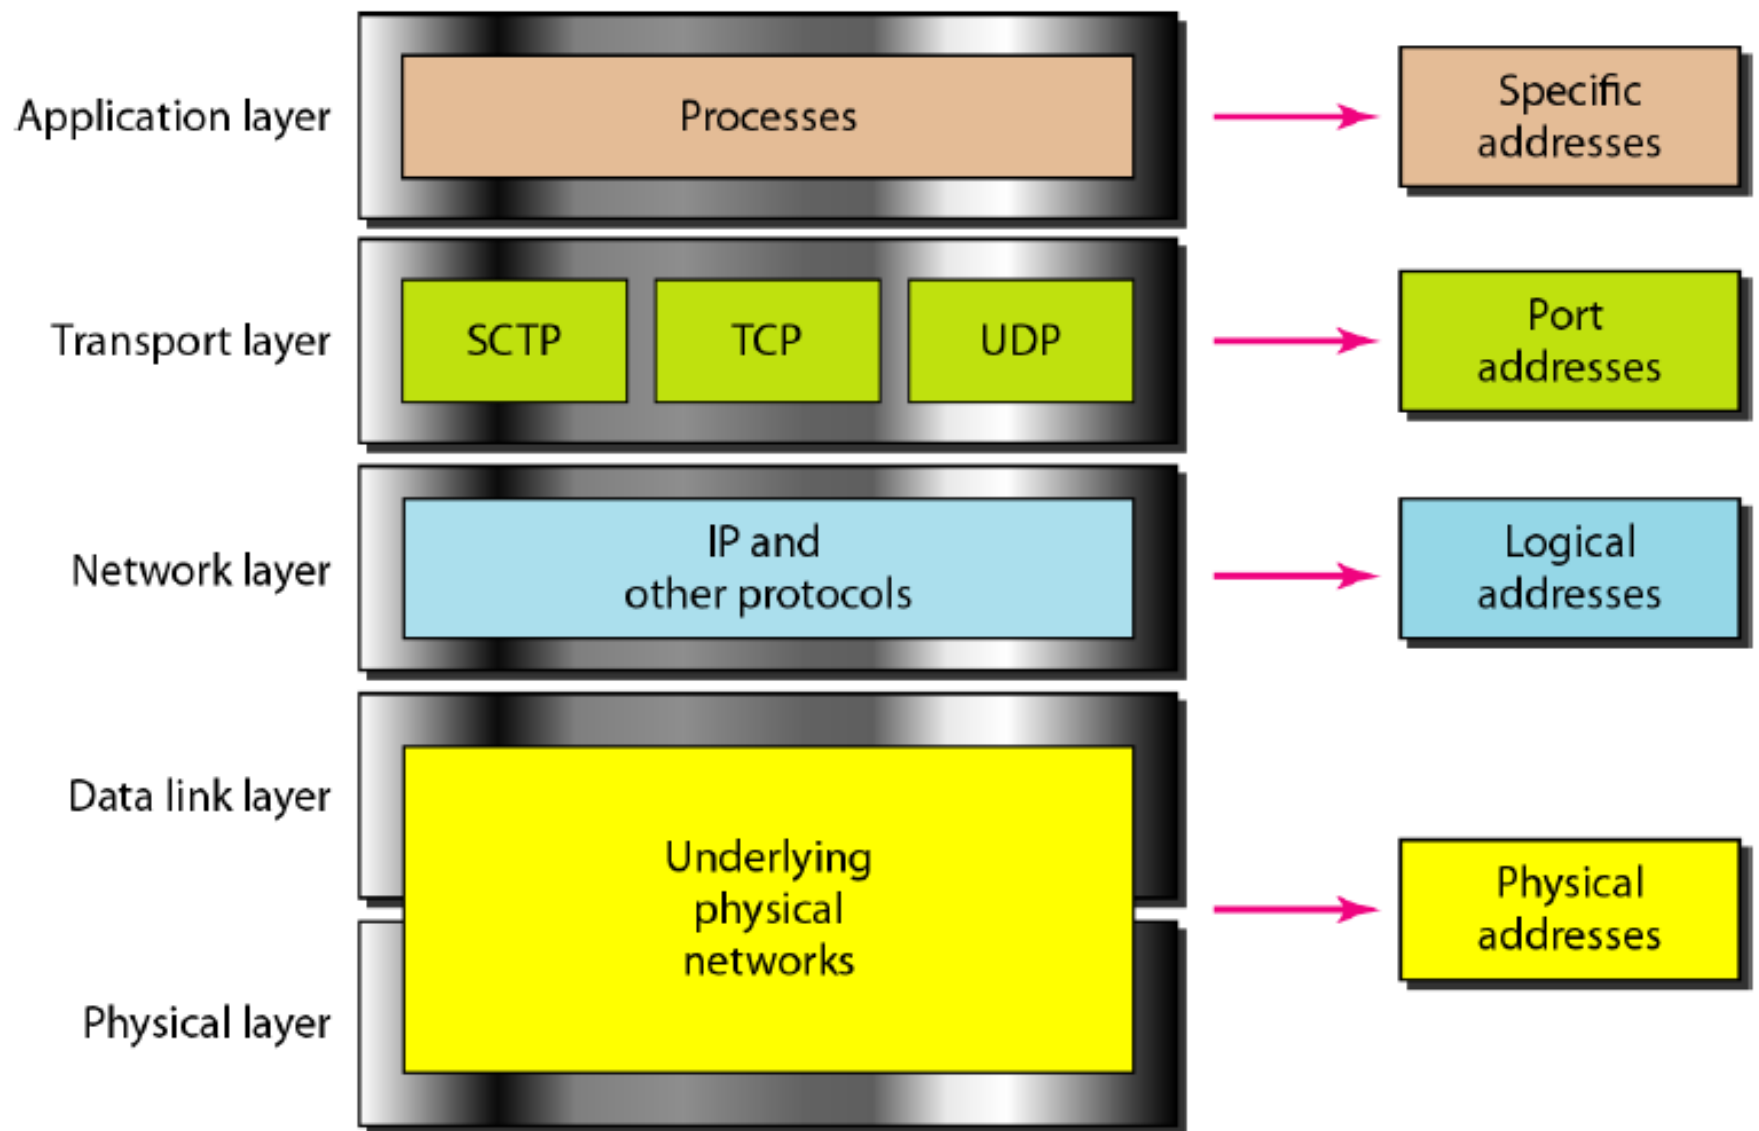 Application layer
Processes
Specific
addresses
Transport layer
SCTP
TCP
UDP
Port
addresses
Network layer
IP and
other protocols
Logical
addresses
Data link layer
Underlying
physical
networks
Physical
addresses
Physical layer